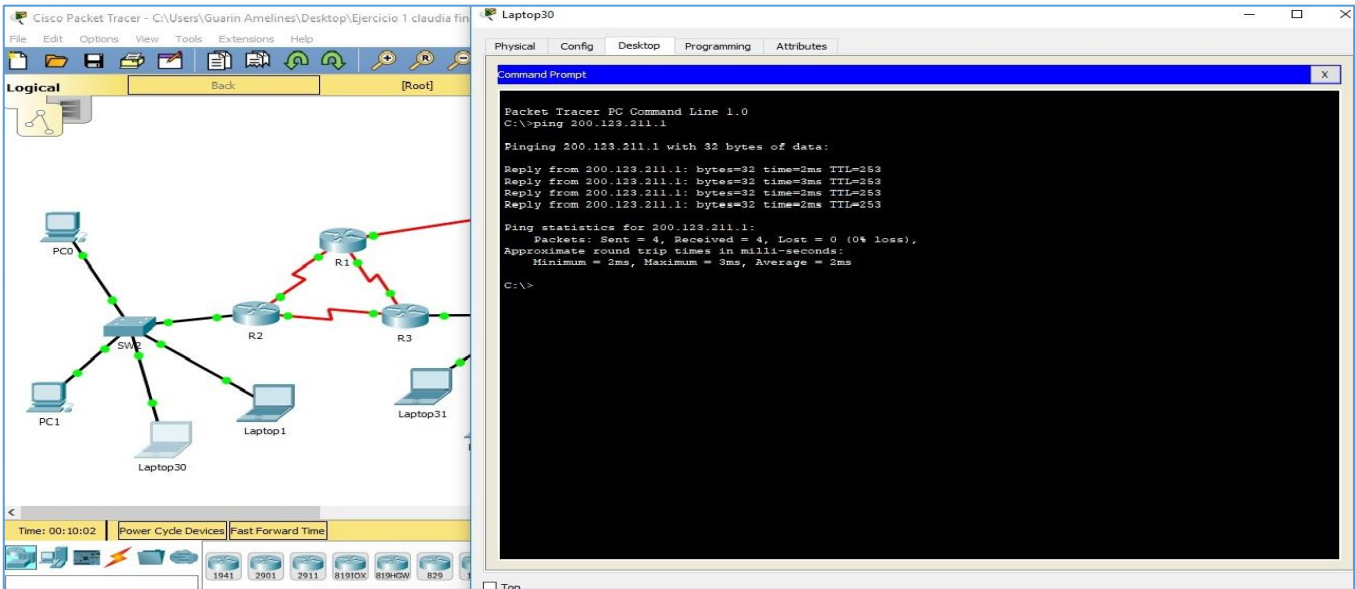 Cisco Packet Tracer - C:\Users\Guarin Amelines\Desktop\Ejercicio 1 claudia fin
File Edit Options View Tools Extensions Help
Logical Back [Root]
PC0
R1
SW2
R2
R3
PC1
Laptop1
Laptop31
Laptop30
Time: 00:10:02 Power Cycle Devices Fast Forward Time
1941 2901 2911 819IOX 819HGW 829
Laptop30
Physical Config Desktop Programming Attributes
Command Prompt X
Packet Tracer PC Command Line 1.0
C:\>ping 200.123.211.1
Pinging 200.123.211.1 with 32 bytes of data:
Reply from 200.123.211.1: bytes=32 time=2ms TTL=253
Reply from 200.123.211.1: bytes=32 time=3ms TTL=253
Reply from 200.123.211.1: bytes=32 time=2ms TTL=253
Reply from 200.123.211.1: bytes=32 time=2ms TTL=253
Ping statistics for 200.123.211.1:
Packets: Sent = 4, Received = 4, Lost = 0 (0% loss),
Approximate round trip times in milli-seconds:
Minimum = 2ms, Maximum = 3ms, Average = 2ms
C:\>
Top